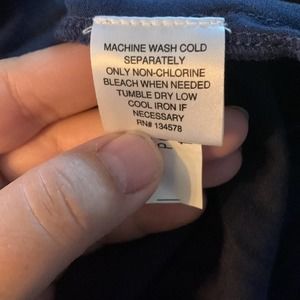 MACHINE WASH COLD
SEPARATELY
ONLY NON-CHLORINE
BLEACH WHEN NEEDED
TUMBLE DRY LOW
COOL IRON IF
NECESSARY
RN# 134578